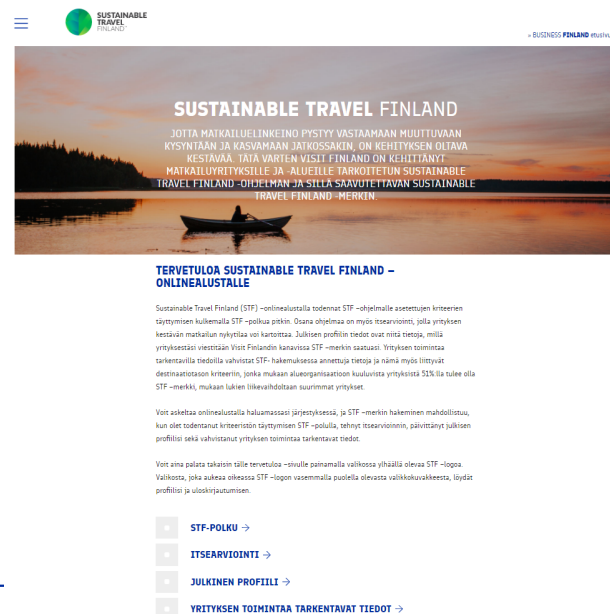 SUSTAINABLE
TRAVEL
FINLAND
» BUSINESS FINLAND etusivu
SUSTAINABLE TRAVEL FINLAND
JOTTA MATKAILUELINKEINO PYSTYY VASTAAMAAN MUUTTUVAAN
KYSYNTÄÄN JA KASVAMAAN JATKOSSAKIN, ON KEHITYKSEN OLTAVA
KESTÄVÄÄ. TÄTÄ VARTEN VISIT FINLAND ON KEHITTÄNYT
MATKAILUYRITYKSILLE JA -ALUEILLE TARKOITETUN SUSTAINABLE
TRAVEL FINLAND -OHJELMAN JA SILLÄ SAAVUTETTAVAN SUSTAINABLE
TRAVEL FINLAND -MERKIN.
TERVETULOA SUSTAINABLE TRAVEL FINLAND –
ONLINEALUSTALLE
Sustainable Travel Finland (STF) –onlinealustalla todennat STF –ohjelmalle asetettujen kriteerien
täyttymisen kulkemalla STF –polkua pitkin. Osana ohjelmaa on myös itsearviointi, jolla yrityksen
kestävän matkailun nykytilaa voi kartoittaa. Julkisen profiilin tiedot ovat niitä tietoja, millä
yrityksestäsi viestitään Visit Finlandin kanavissa STF –merkin saatuasi. Yrityksen toimintaa
tarkentavilla tiedoilla vahvistat STF- hakemuksessa annettuja tietoja ja nämä myös liittyvät
destinaatiotason kriteeriin, jonka mukaan alueorganisaatioon kuuluvista yrityksistä 51%:lla tulee olla
STF –merkki, mukaan lukien liikevaihdoltaan suurimmat yritykset.
Voit askeltaa onlinealustalla haluamassasi järjestyksessä, ja STF –merkin hakeminen mahdollistuu,
kun olet todentanut kriteeristön täyttymisen STF –polulla, tehnyt itsearvioinnin, päivittänyt julkisen
profiilisi sekä vahvistanut yrityksen toimintaa tarkentavat tiedot.
Voit aina palata takaisin tälle tervetuloa –sivulle painamalla valikossa ylhäällä olevaa STF –logoa.
Valikosta, joka aukeaa oikeassa STF –logon vasemmalla puolella olevasta valikkokuvakkeesta, löydät
profiilisi ja uloskirjautumisen.
STF-POLKU →
ITSEARVIOINTI →
JULKINEN PROFIILI →
YRITYKSEN TOIMINTAA TARKENTAVAT TIEDOT →